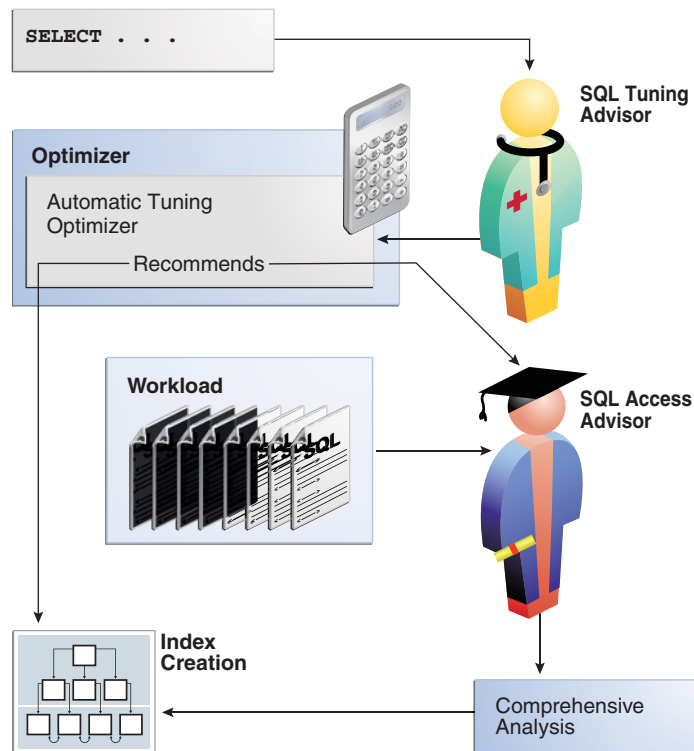 SELECT . . .
SQL Tuning
Advisor
Optimizer
Automatic Tuning
Optimizer
Recommends
Workload
SQL
SQL Access
Advisor
Index
Creation
Comprehensive
Analysis